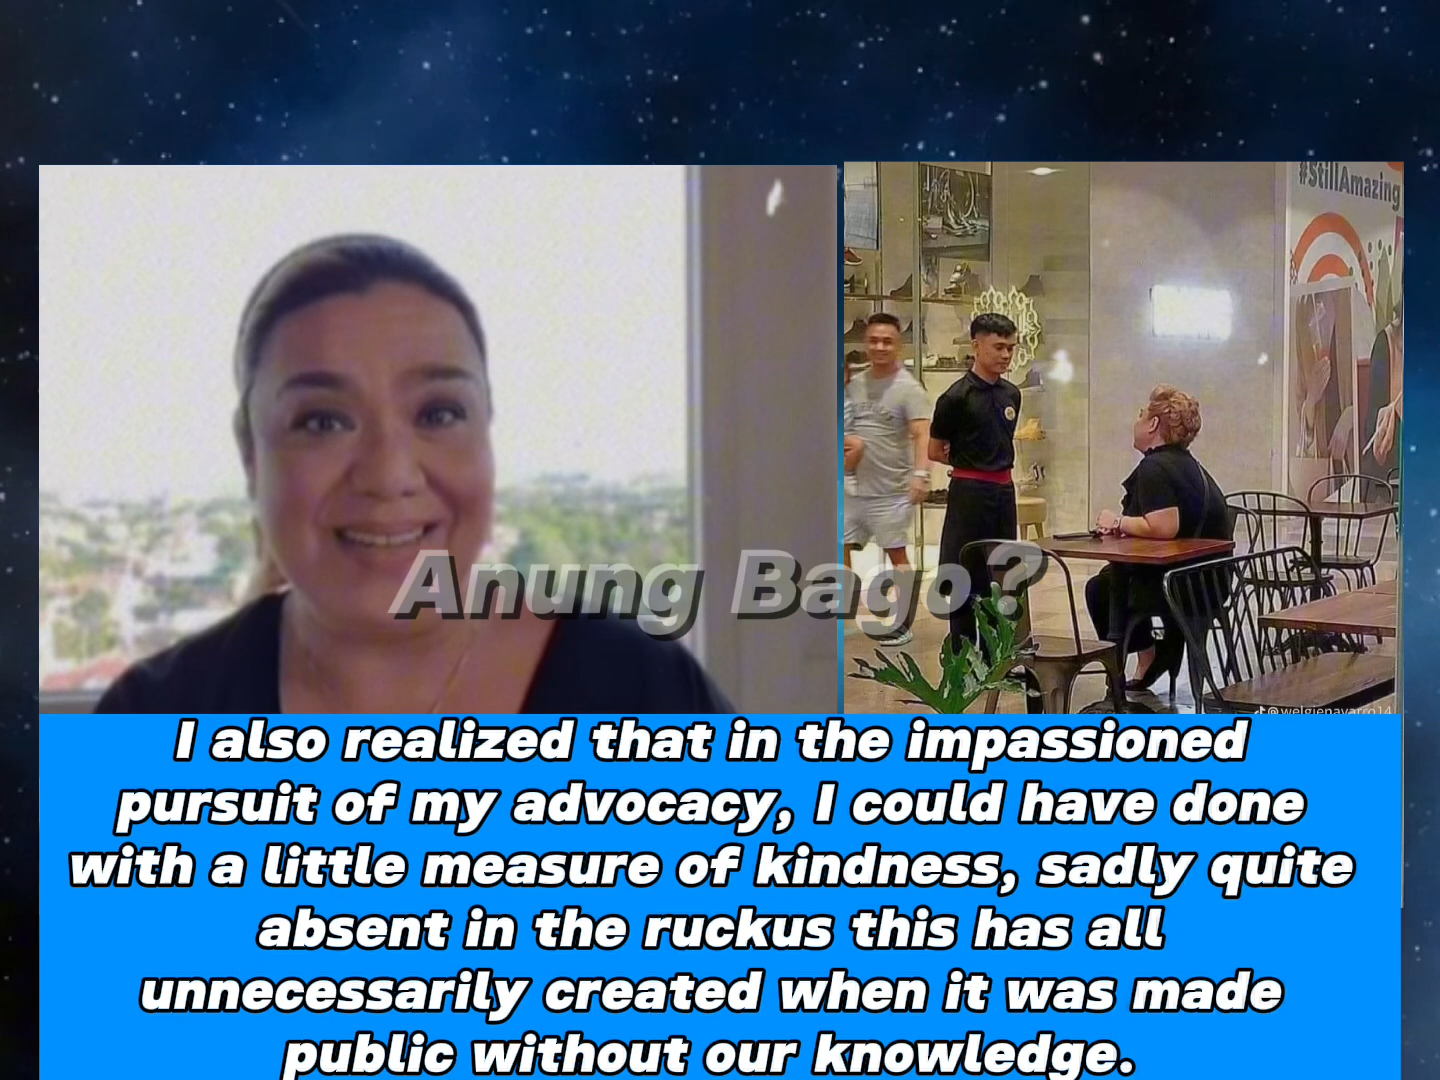 #StillAmazing
Anung Bago?
@welgienavarro14
I also realized that in the impassioned
pursuit of my advocacy, I could have done
with a little measure of kindness, sadly quite
absent in the ruckus this has all
unnecessarily created when it was made
public without our knowledge.